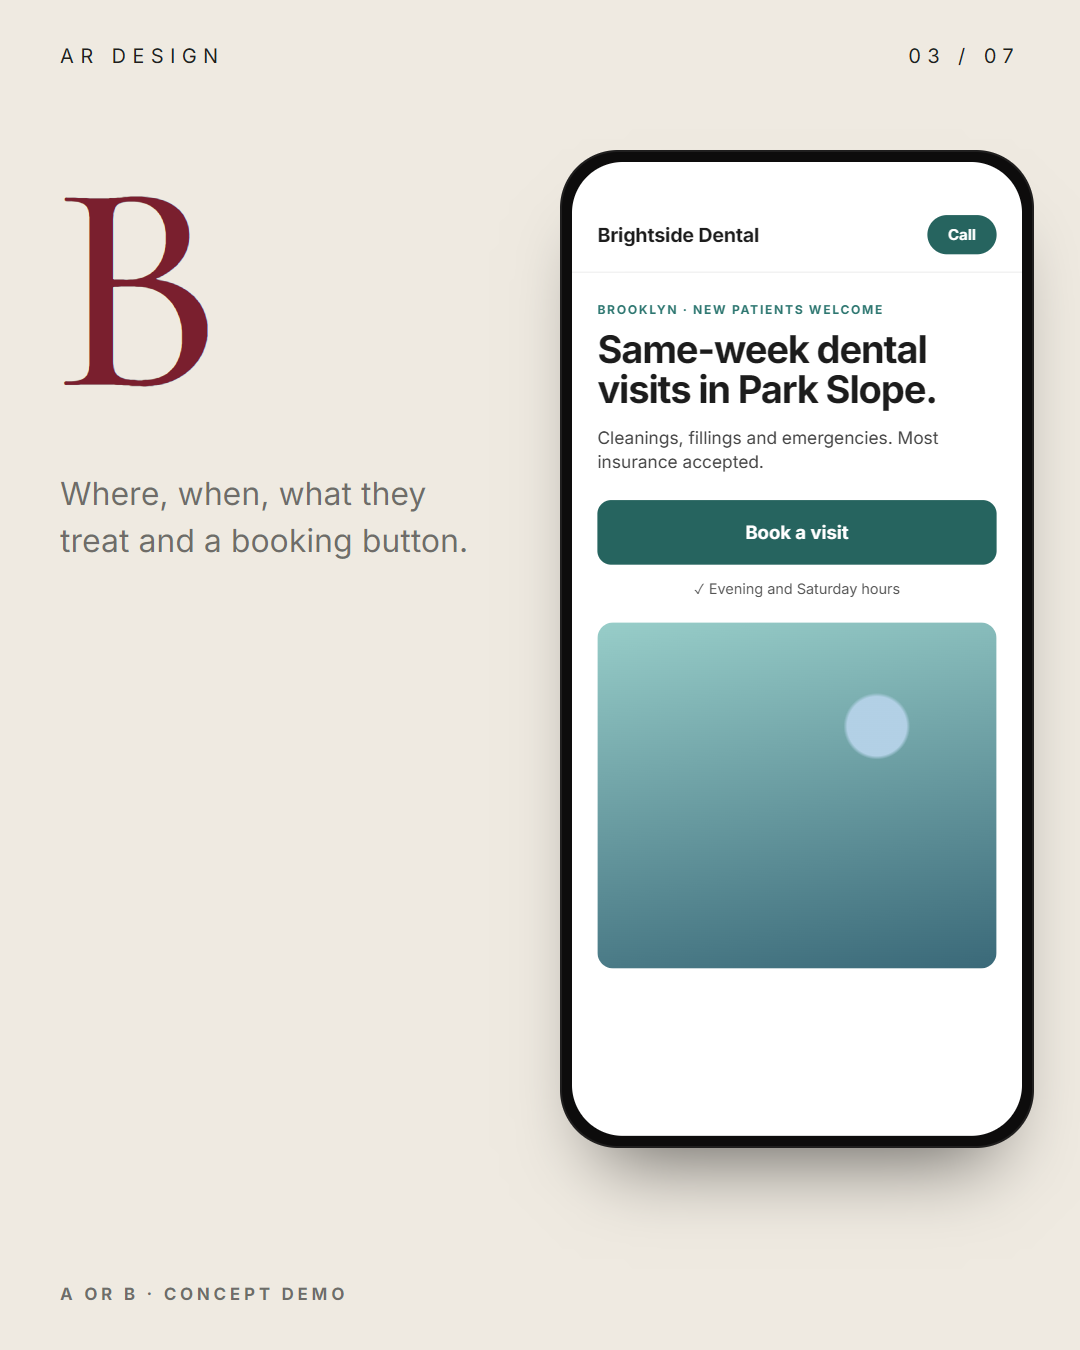 AR DESIGN
03 / 07
B
Where, when, what they
treat and a booking button.
Brightside Dental
Call
BROOKLYN · NEW PATIENTS WELCOME
Same-week dental
visits in Park Slope.
Cleanings, fillings and emergencies. Most
insurance accepted.
Book a visit
✓ Evening and Saturday hours
A OR B · CONCEPT DEMO